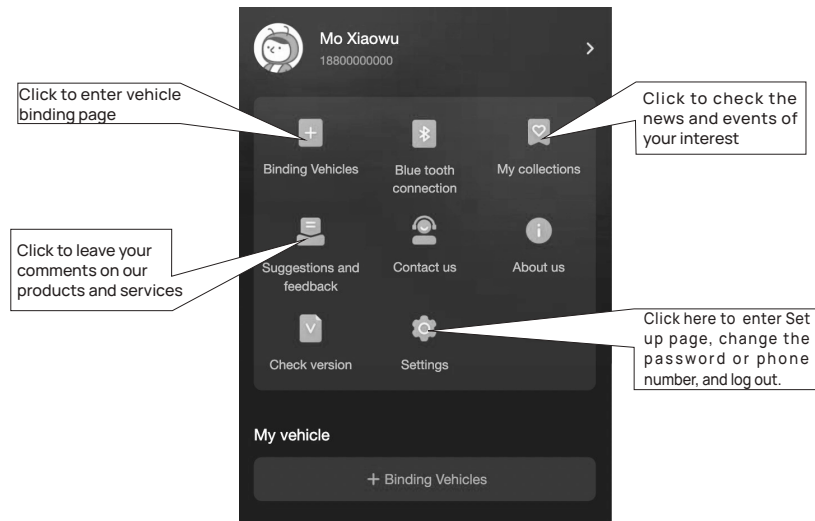 Mo Xiaowu
18800000000
Click to enter vehicle
binding page
Click to check the
news and events of
your interest
Binding Vehicles
Blue tooth
connection
My collections
Click to leave your
comments on our
products and services
Suggestions and
feedback
Contact us
About us
Click here to enter Set
up page, change the
password or phone
number, and log out.
V
Check version
Settings
My vehicle
+ Binding Vehicles